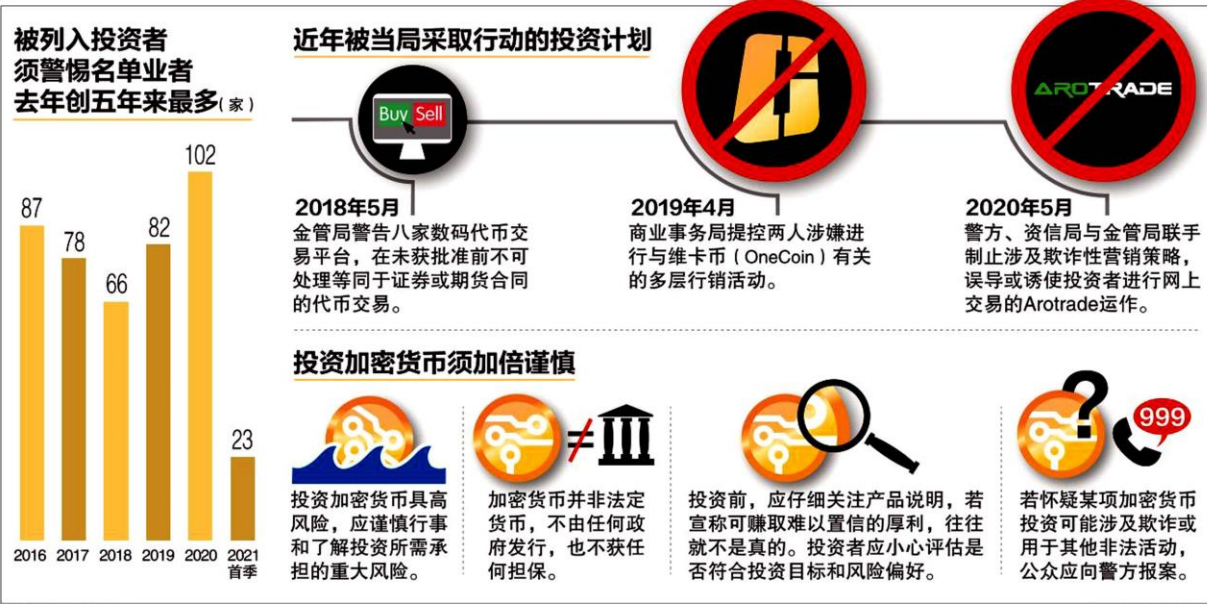 被列入投资者
须警惕名单业者
去年创五年来最多（家）
87
78
66
82
102
23
2016
2017
2018
2019
2020
2021
首季
近年被当局采取行动的投资计划
Buy Sell
AROTRADE
2018年5月
金管局警告八家数码代币交
易平台，在未获批准前不可
处理等同于证券或期货合同
的代币交易。
2019年4月
商业事务局提控两人涉嫌进
行与维卡币（OneCoin）有关
的多层行销活动。
2020年5月
警方、资信局与金管局联手
制止涉及欺诈性营销策略，
误导或诱使投资者进行网上
交易的Arotrade运作。
投资加密货币须加倍谨慎
投资加密货币具高
风险，应谨慎行事
和了解投资所需承
担的重大风险。
≠
加密货币并非法定
货币，不由任何政
府发行，也不获任
何担保。
投资前，应仔细关注产品说明，若
宣称可赚取难以置信的厚利，往往
就不是真的。投资者应小心评估是
否符合投资目标和风险偏好。
?
999
若怀疑某项加密货币
投资可能涉及欺诈或
用于其他非法活动，
公众应向警方报案。